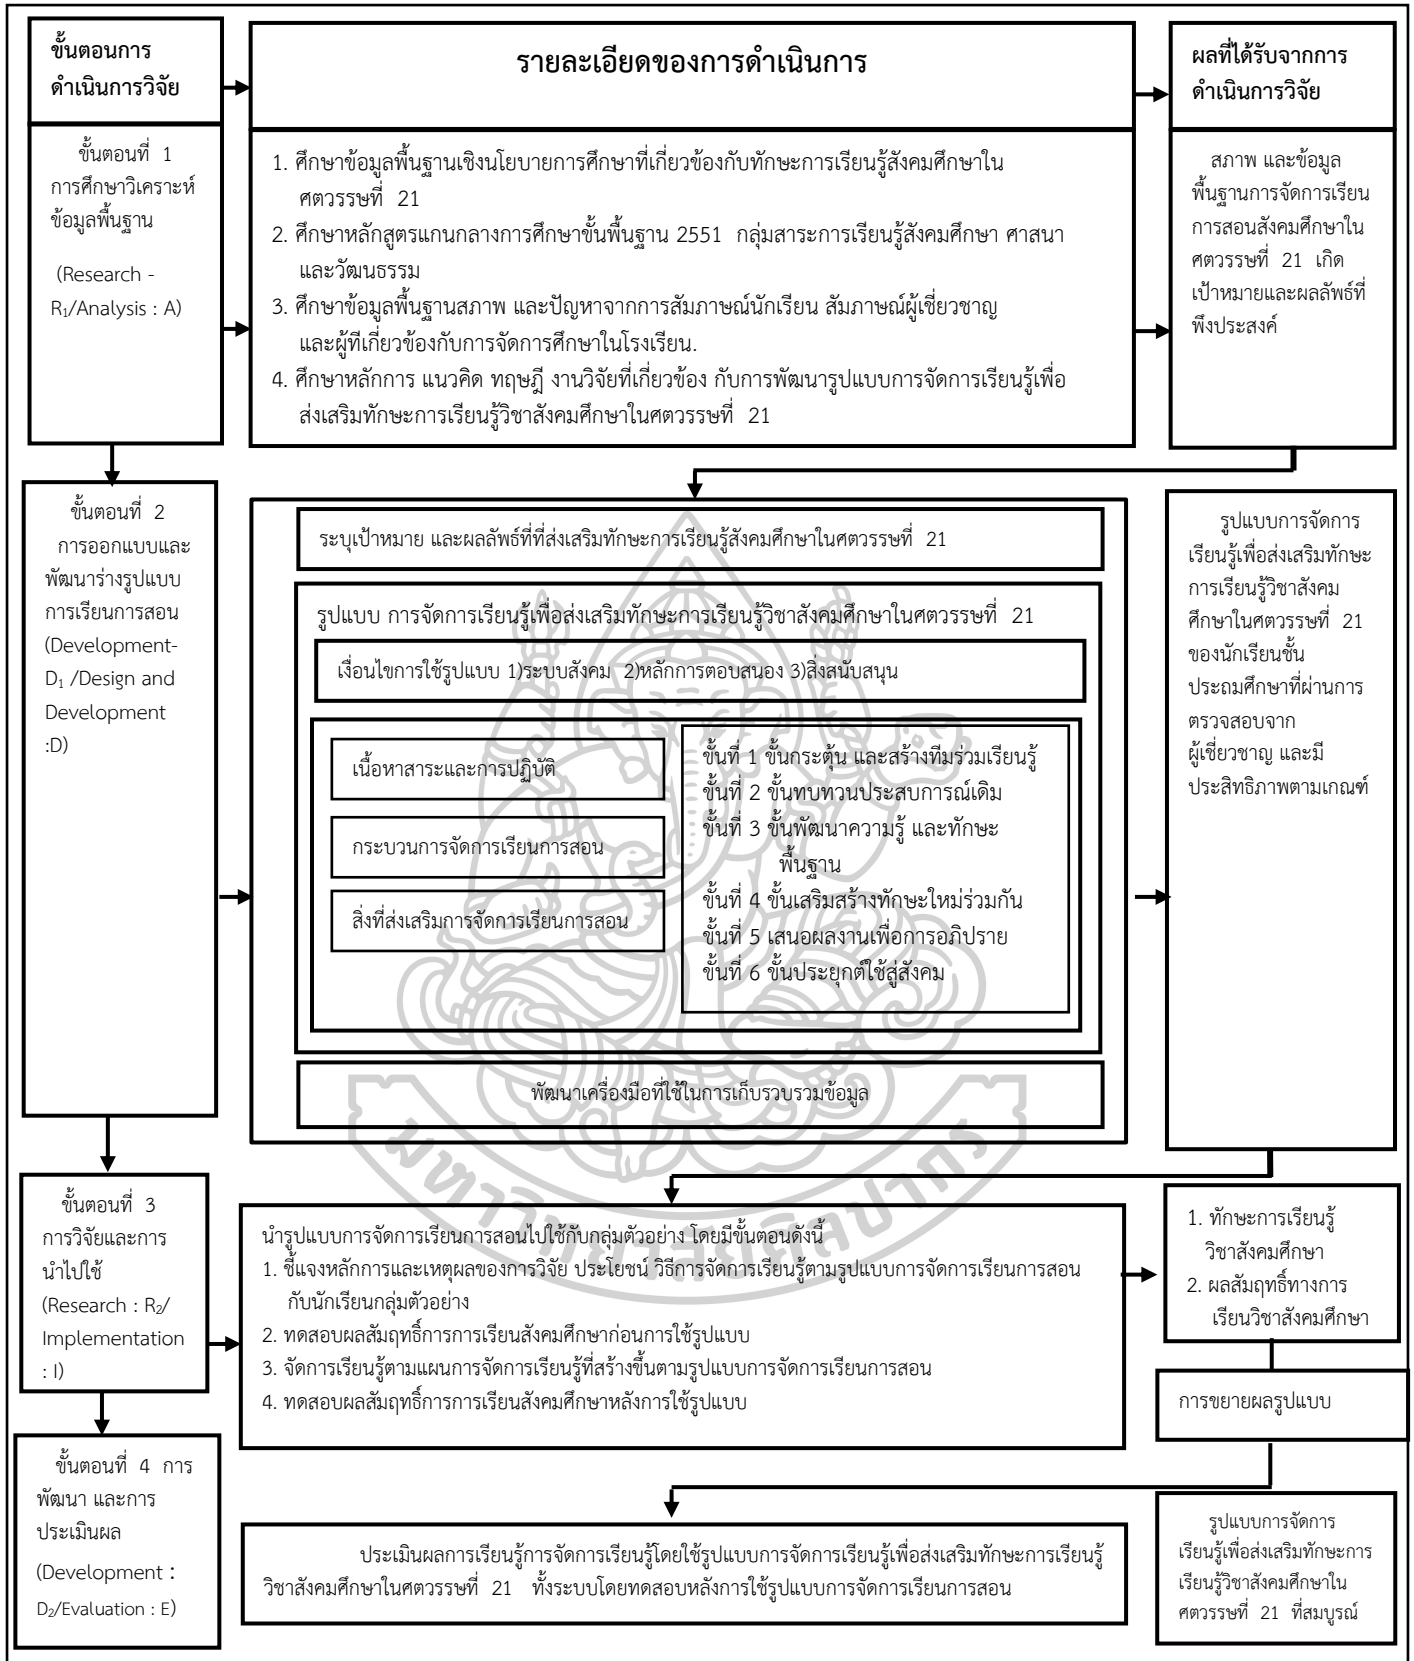 ขั้นตอนการ
ดำเนินการวิจัย
รายละเอียดของการดำเนินการ
ผลที่ได้รับจากการ
ดำเนินการวิจัย
ขั้นตอนที่ 1
การศึกษาวิเคราะห์
ข้อมูลพื้นฐาน
(Research -
R₁/Analysis : A)
1. ศึกษาข้อมูลพื้นฐานเชิงนโยบายการศึกษาที่เกี่ยวข้องกับทักษะการเรียนรู้สังคมศึกษาใน
ศตวรรษที่ 21
2. ศึกษาหลักสูตรแกนกลางการศึกษาขั้นพื้นฐาน 2551 กลุ่มสาระการเรียนรู้สังคมศึกษา ศาสนา
และวัฒนธรรม
3. ศึกษาข้อมูลพื้นฐานสภาพ และปัญหาจากการสัมภาษณ์นักเรียน สัมภาษณ์ผู้เชี่ยวชาญ
และผู้ที่เกี่ยวข้องกับการจัดการศึกษาในโรงเรียน.
4. ศึกษาหลักการ แนวคิด ทฤษฎี งานวิจัยที่เกี่ยวข้อง กับการพัฒนารูปแบบการจัดการเรียนรู้เพื่อ
ส่งเสริมทักษะการเรียนรู้วิชาสังคมศึกษาในศตวรรษที่ 21
สภาพ และข้อมูล
พื้นฐานการจัดการเรียน
การสอนสังคมศึกษาใน
ศตวรรษที่ 21 เกิด
เป้าหมายและผลลัพธ์ที่
พึงประสงค์
ขั้นตอนที่ 2
การออกแบบและ
พัฒนาร่างรูปแบบ
การเรียนการสอน
(Development-
D₁ /Design and
Development
:D)
ระบุเป้าหมาย และผลลัพธ์ที่ที่ส่งเสริมทักษะการเรียนรู้สังคมศึกษาในศตวรรษที่ 21
รูปแบบ การจัดการเรียนรู้เพื่อส่งเสริมทักษะการเรียนรู้วิชาสังคมศึกษาในศตวรรษที่ 21
เงื่อนไขการใช้รูปแบบ 1)ระบบสังคม 2)หลักการตอบสนอง 3)สิ่งสนับสนุน
เนื้อหาสาระและการปฏิบัติ
กระบวนการจัดการเรียนการสอน
สิ่งที่ส่งเสริมการจัดการเรียนการสอน
ขั้นที่ 1 ขั้นกระตุ้น และสร้างทีมร่วมเรียนรู้
ขั้นที่ 2 ขั้นทบทวนประสบการณ์เดิม
ขั้นที่ 3 ขั้นพัฒนาความรู้ และทักษะ
พื้นฐาน
ขั้นที่ 4 ขั้นเสริมสร้างทักษะใหม่ร่วมกัน
ขั้นที่ 5 เสนอผลงานเพื่อการอภิปราย
ขั้นที่ 6 ขั้นประยุกต์ใช้สู่สังคม
พัฒนาเครื่องมือที่ใช้ในการเก็บรวบรวมข้อมูล
รูปแบบการจัดการ
เรียนรู้เพื่อส่งเสริมทักษะ
การเรียนรู้วิชาสังคม
ศึกษาในศตวรรษที่ 21
ของนักเรียนชั้น
ประถมศึกษาที่ผ่านการ
ตรวจสอบจาก
ผู้เชี่ยวชาญ และมี
ประสิทธิภาพตามเกณฑ์
มหาวิทยาลัยศิลปากร
ขั้นตอนที่ 3
การวิจัยและการ
นำไปใช้
(Research : R₂/
Implementation
: I)
นำรูปแบบการจัดการเรียนการสอนไปใช้กับกลุ่มตัวอย่าง โดยมีขั้นตอนดังนี้
1. ชี้แจงหลักการและเหตุผลของการวิจัย ประโยชน์ วิธีการจัดการเรียนรู้ตามรูปแบบการจัดการเรียนการสอน
กับนักเรียนกลุ่มตัวอย่าง
2. ทดสอบผลสัมฤทธิ์การการเรียนสังคมศึกษาก่อนการใช้รูปแบบ
3. จัดการเรียนรู้ตามแผนการจัดการเรียนรู้ที่สร้างขึ้นตามรูปแบบการจัดการเรียนการสอน
4. ทดสอบผลสัมฤทธิ์การการเรียนสังคมศึกษาหลังการใช้รูปแบบ
1. ทักษะการเรียนรู้
วิชาสังคมศึกษา
2. ผลสัมฤทธิ์ทางการ
เรียนวิชาสังคมศึกษา
การขยายผลรูปแบบ
ขั้นตอนที่ 4 การ
พัฒนา และการ
ประเมินผล
(Development :
D₂/Evaluation : E)
ประเมินผลการเรียนรู้การจัดการเรียนรู้โดยใช้รูปแบบการจัดการเรียนรู้เพื่อส่งเสริมทักษะการเรียนรู้
วิชาสังคมศึกษาในศตวรรษที่ 21 ทั้งระบบโดยทดสอบหลังการใช้รูปแบบการจัดการเรียนการสอน
รูปแบบการจัดการ
เรียนรู้เพื่อส่งเสริมทักษะการ
เรียนรู้วิชาสังคมศึกษาใน
ศตวรรษที่ 21 ที่สมบูรณ์